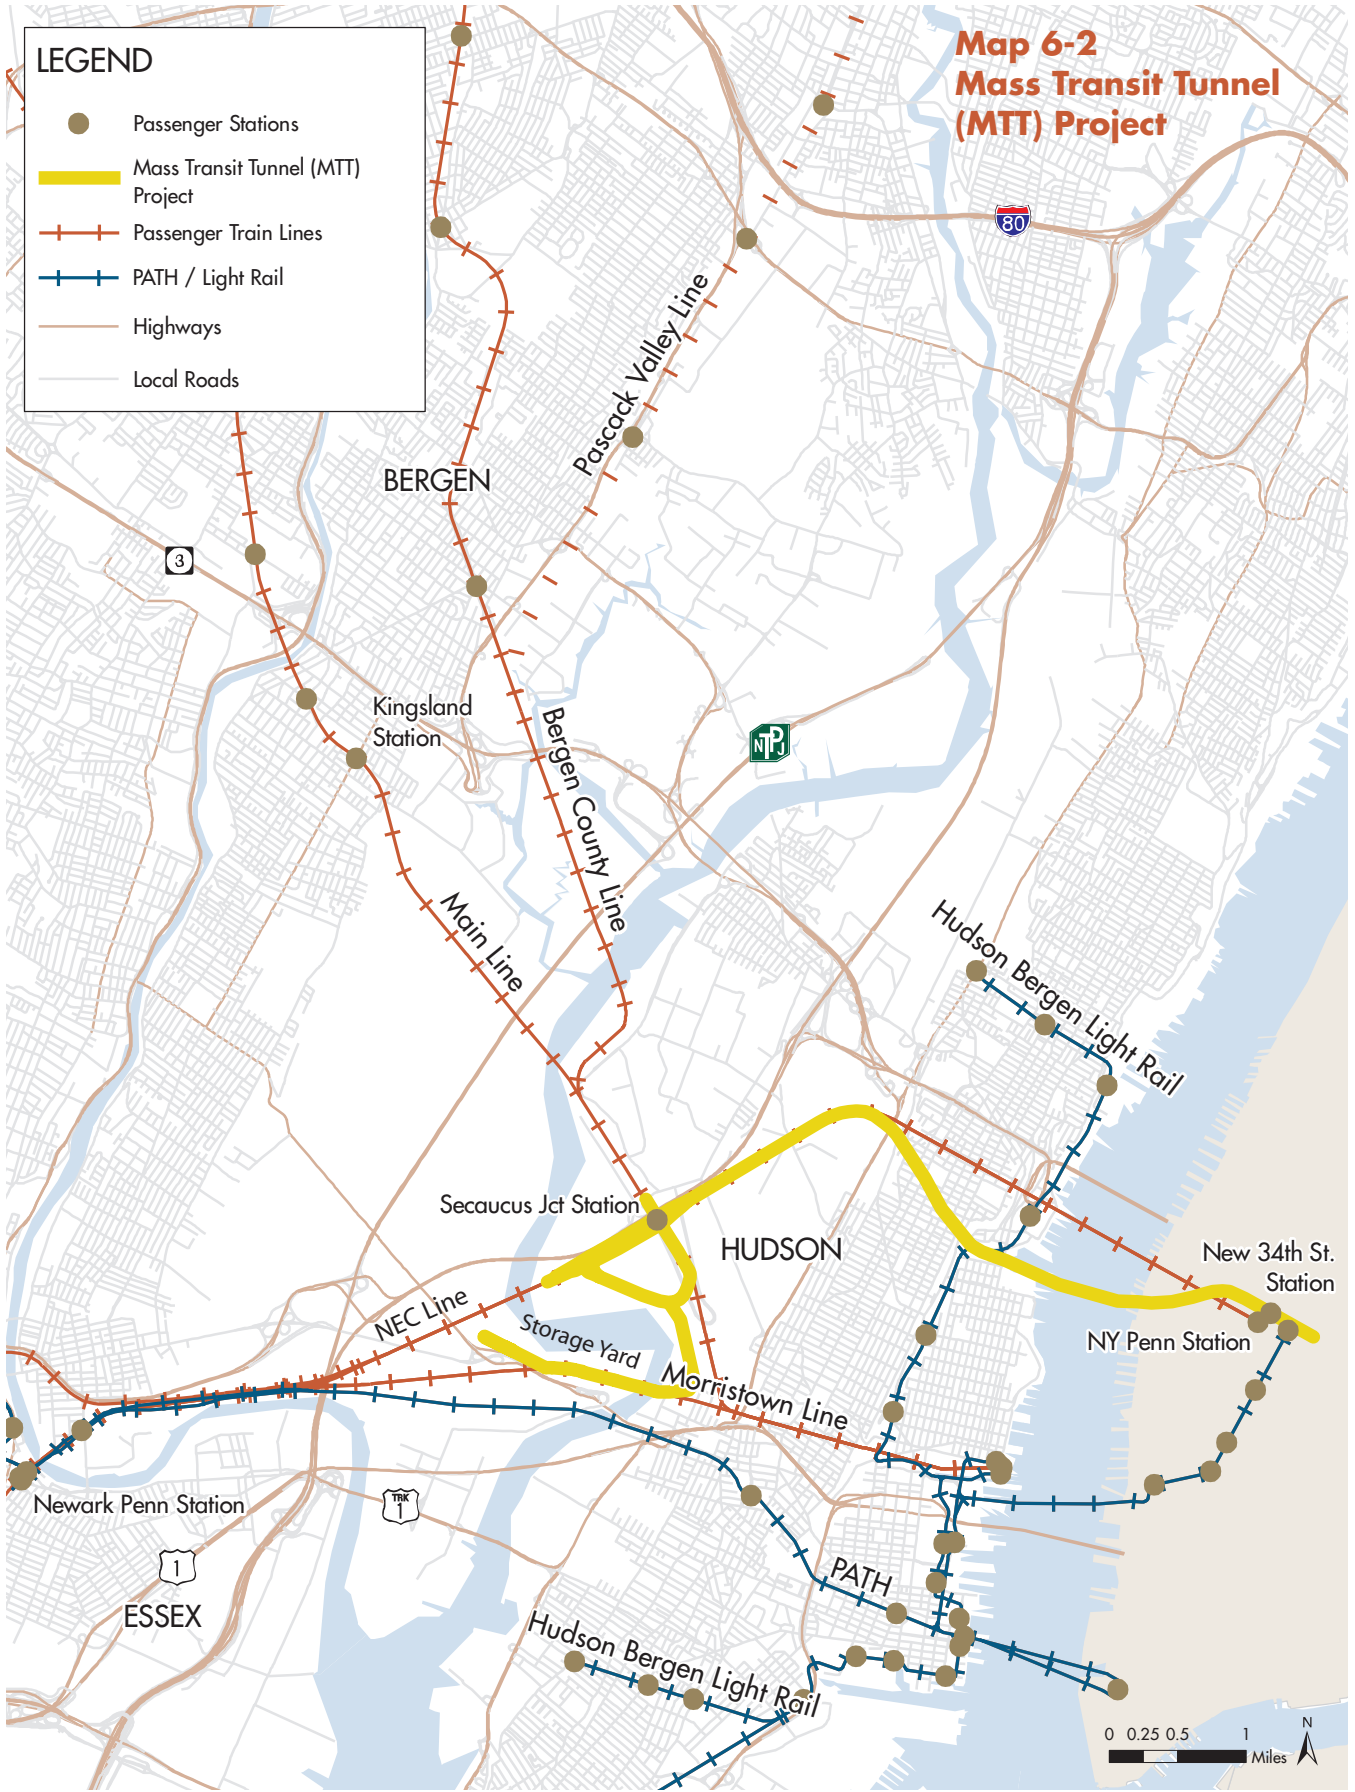 Map 6-2
Mass Transit Tunnel
(MTT) Project
LEGEND
Passenger Stations
Mass Transit Tunnel (MTT)
Project
Passenger Train Lines
PATH / Light Rail
Highways
Local Roads
80
Pascack Valley Line
BERGEN
3
Kingsland
Station
Bergen County Line
NTPJ
Main Line
Hudson Bergen Light Rail
Secaucus Jct Station
HUDSON
New 34th St.
Station
NEC Line
Storage Yard
NY Penn Station
Morristown Line
Newark Penn Station
TRK
1
1
PATH
ESSEX
Hudson Bergen Light Rail
0 0.25 0.5 1
Miles
N